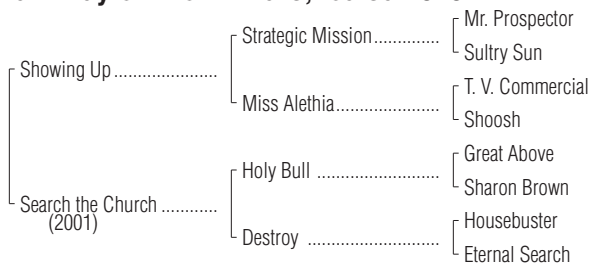 Mr. Prospector
Strategic Mission
Sultry Sun
Showing Up
T. V. Commercial
Miss Alethia
Shoosh
Great Above
Holy Bull
Sharon Brown
Search the Church
(2001)
Housebuster
Destroy
Eternal Search